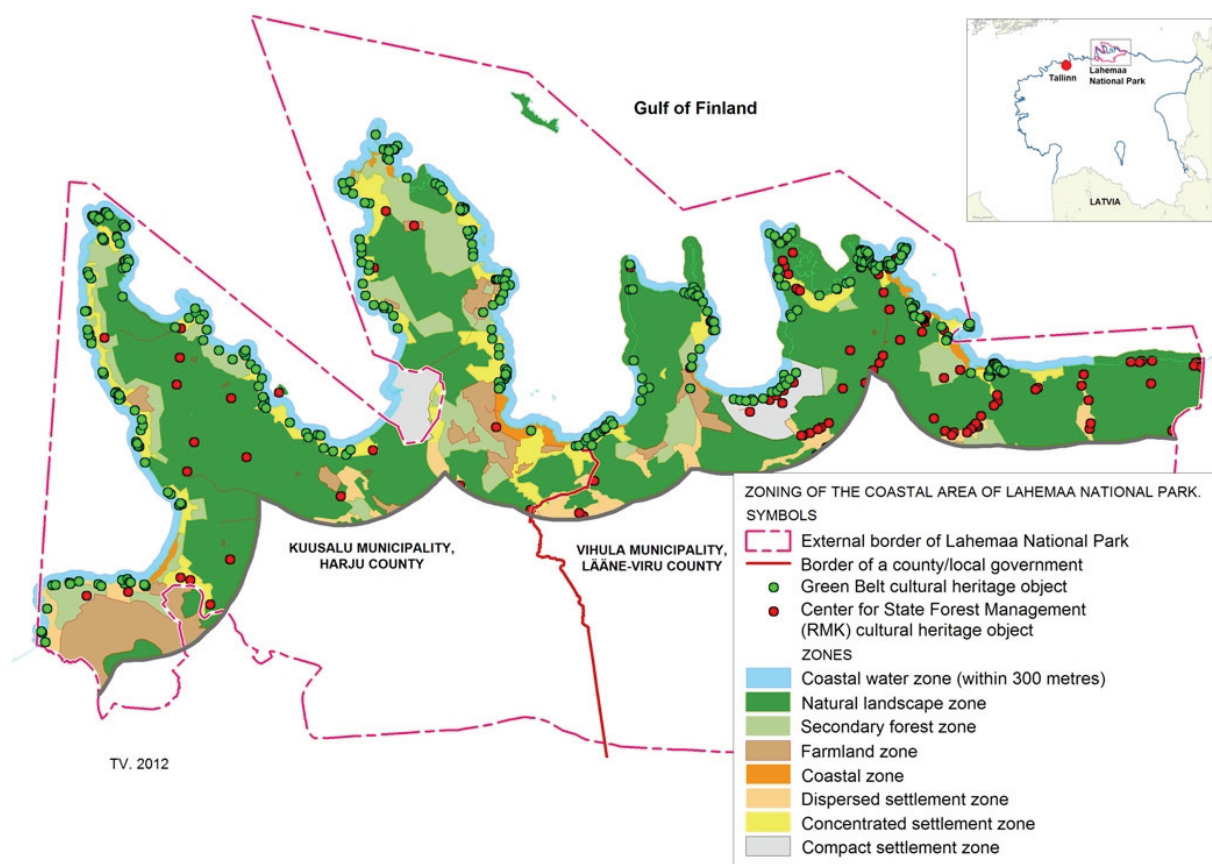 Tallinn
Lahemaa
National Park
LATVIA
Gulf of Finland
KUUSALU MUNICIPALITY,
HARJU COUNTY
VIHULA MUNICIPALITY,
LÄÄNE-VIRU COUNTY
TV. 2012
ZONING OF THE COASTAL AREA OF LAHEMAA NATIONAL PARK.
SYMBOLS
External border of Lahemaa National Park
Border of a county/local government
Green Belt cultural heritage object
Center for State Forest Management
(RMK) cultural heritage object
ZONES
Coastal water zone (within 300 metres)
Natural landscape zone
Secondary forest zone
Farmland zone
Coastal zone
Dispersed settlement zone
Concentrated settlement zone
Compact settlement zone